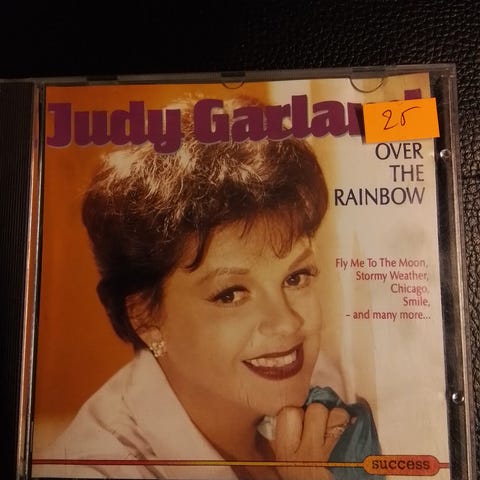 Judy Garland
25
OVER
THE
RAINBOW
Fly Me To The Moon,
Stormy Weather,
Chicago,
Smile,
- and many more...
success